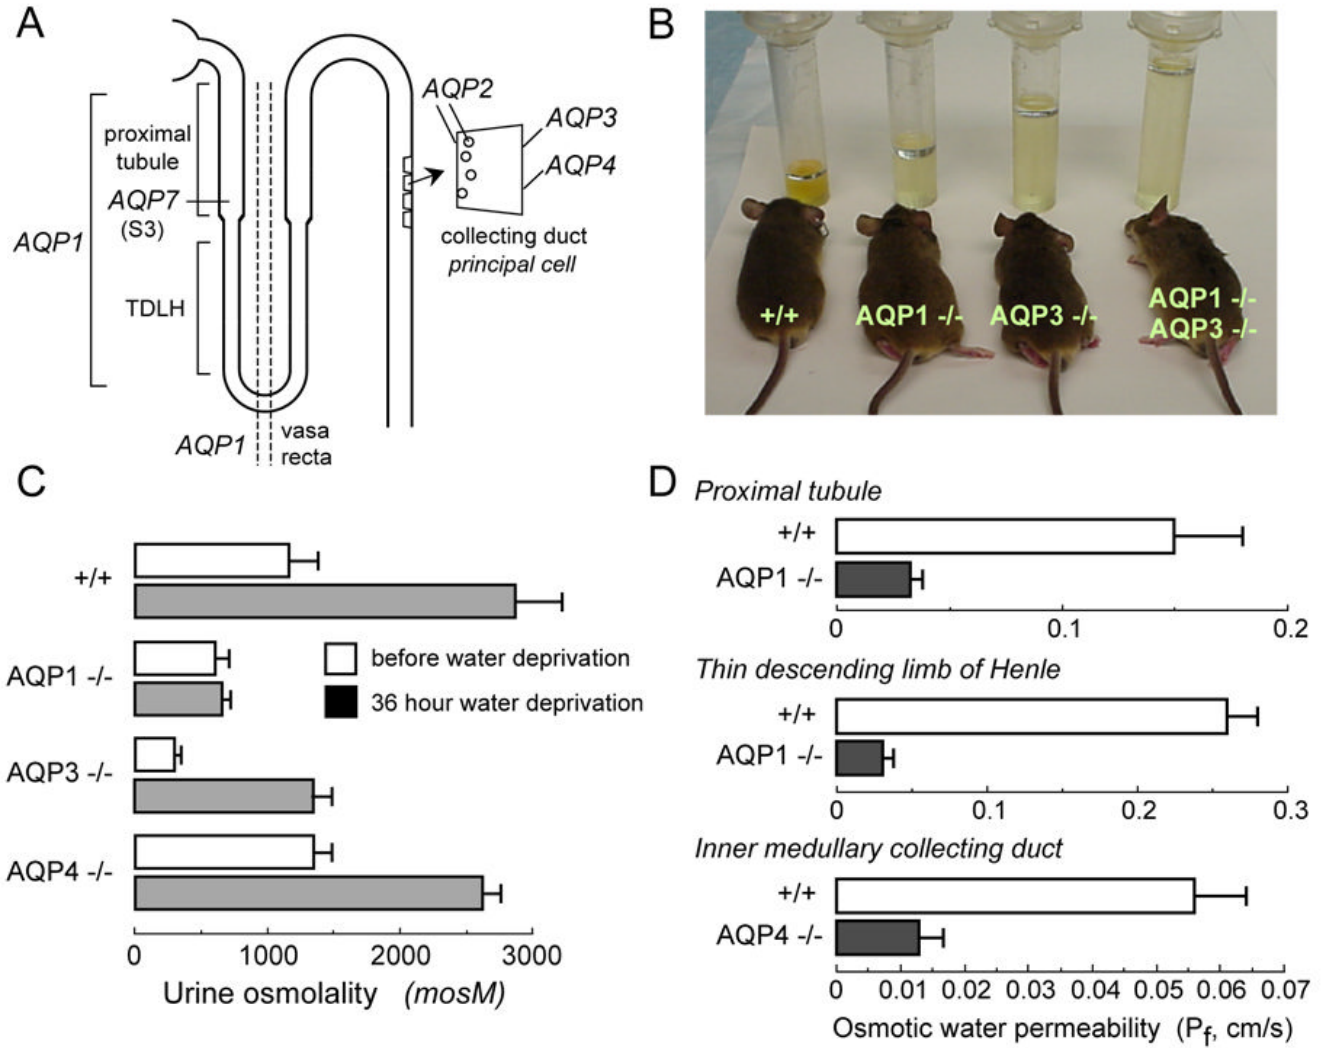 A
AQP1
proximal
tubule
AQP7
(S3)
TDLH
AQP1
vasa
recta
AQP2
AQP3
AQP4
collecting duct
principal cell
B
+/+
AQP1 -/-
AQP3 -/-
AQP1 -/-
AQP3 -/-
C
+/+
AQP1 -/-
AQP3 -/-
AQP4 -/-
before water deprivation
36 hour water deprivation
0 1000 2000 3000
Urine osmolality (mosM)
D
Proximal tubule
+/+
AQP1 -/-
0 0.1 0.2
Thin descending limb of Henle
+/+
AQP1 -/-
0 0.1 0.2 0.3
Inner medullary collecting duct
+/+
AQP4 -/-
0 0.01 0.02 0.03 0.04 0.05 0.06 0.07
Osmotic water permeability (Pf, cm/s)